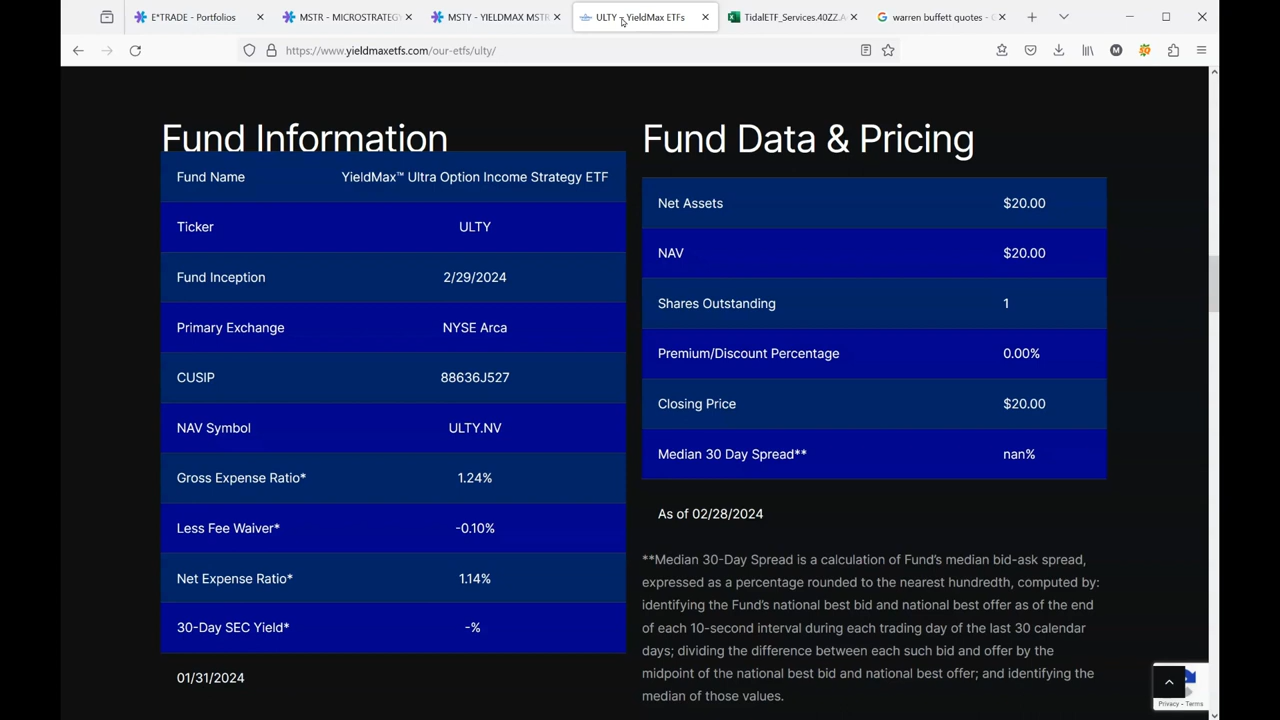 E*TRADE - Portfolios
MSTR - MICROSTRATEGY
MSTY - YIELDMAX MSTR
ULTY - YieldMax ETFs
TidalETF_Services.40ZZ.A
warren buffett quotes - G
https://www.yieldmaxetfs.com/our-etfs/ulty/
M
Fund Information
Fund Name YieldMax™ Ultra Option Income Strategy ETF
Ticker ULTY
Fund Inception 2/29/2024
Primary Exchange NYSE Arca
CUSIP 88636J527
NAV Symbol ULTY.NV
Gross Expense Ratio* 1.24%
Less Fee Waiver* -0.10%
Net Expense Ratio* 1.14%
30-Day SEC Yield* -%
01/31/2024
Fund Data & Pricing
Net Assets $20.00
NAV $20.00
Shares Outstanding 1
Premium/Discount Percentage 0.00%
Closing Price $20.00
Median 30 Day Spread** nan%
As of 02/28/2024
**Median 30-Day Spread is a calculation of Fund's median bid-ask spread,
expressed as a percentage rounded to the nearest hundredth, computed by:
identifying the Fund's national best bid and national best offer as of the end
of each 10-second interval during each trading day of the last 30 calendar
days; dividing the difference between each such bid and offer by the
midpoint of the national best bid and national best offer; and identifying the
median of those values.
Privacy - Terms